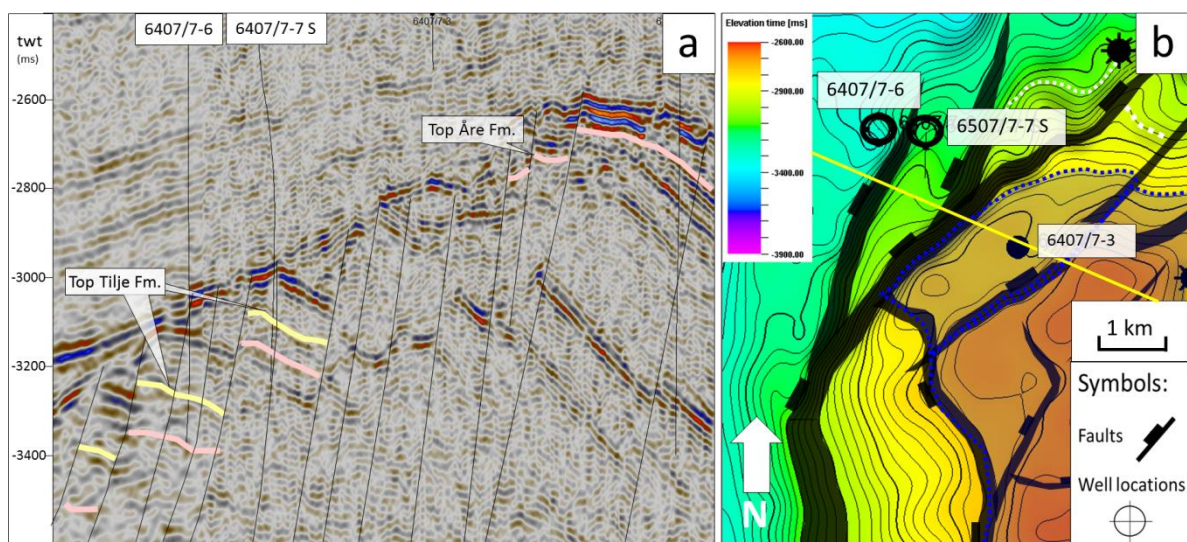 twt
(ms)
-2600
-2800
-3000
-3200
-3400
6407/7-6
6407/7-7 S
6407/7-3
a
Top Åre Fm.
Top Tilje Fm.
Elevation time [ms]
-2600.00
-2900.00
-3400.00
-3900.00
b
6407/7-6
6507/7-7 S
6407/7-3
1 km
Symbols:
Faults
Well locations
N